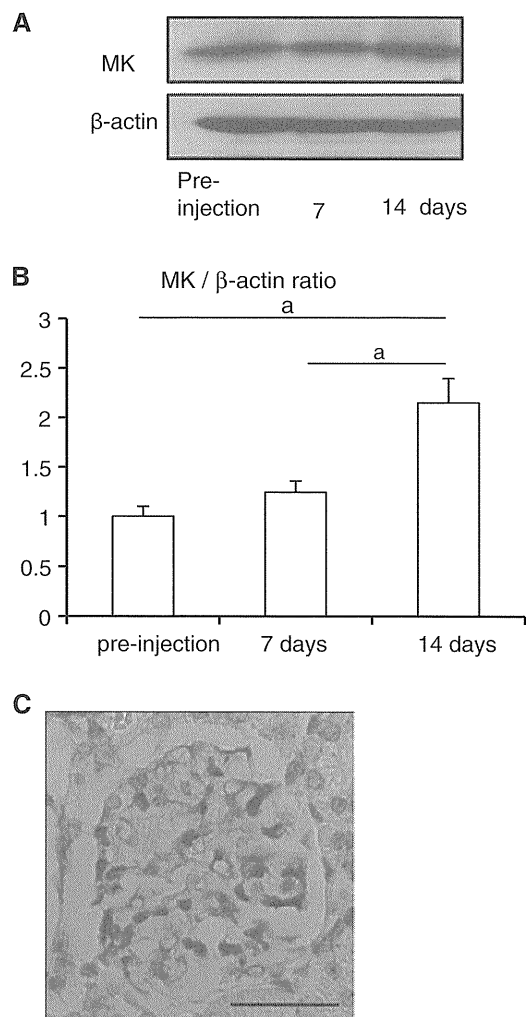 A
MK
β-actin
Pre-
injection
7
14 days
B
MK / β-actin ratio
3
2.5
2
1.5
1
0.5
0
a
a
pre-injection
7 days
14 days
C